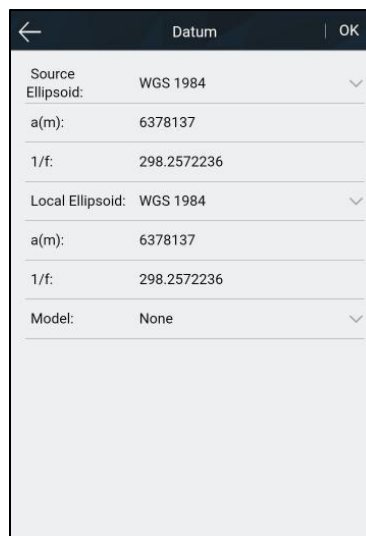 Datum
OK
Source
Ellipsoid:
WGS 1984
a(m): 6378137
1/f: 298.2572236
Local Ellipsoid: WGS 1984
a(m): 6378137
1/f: 298.2572236
Model: None